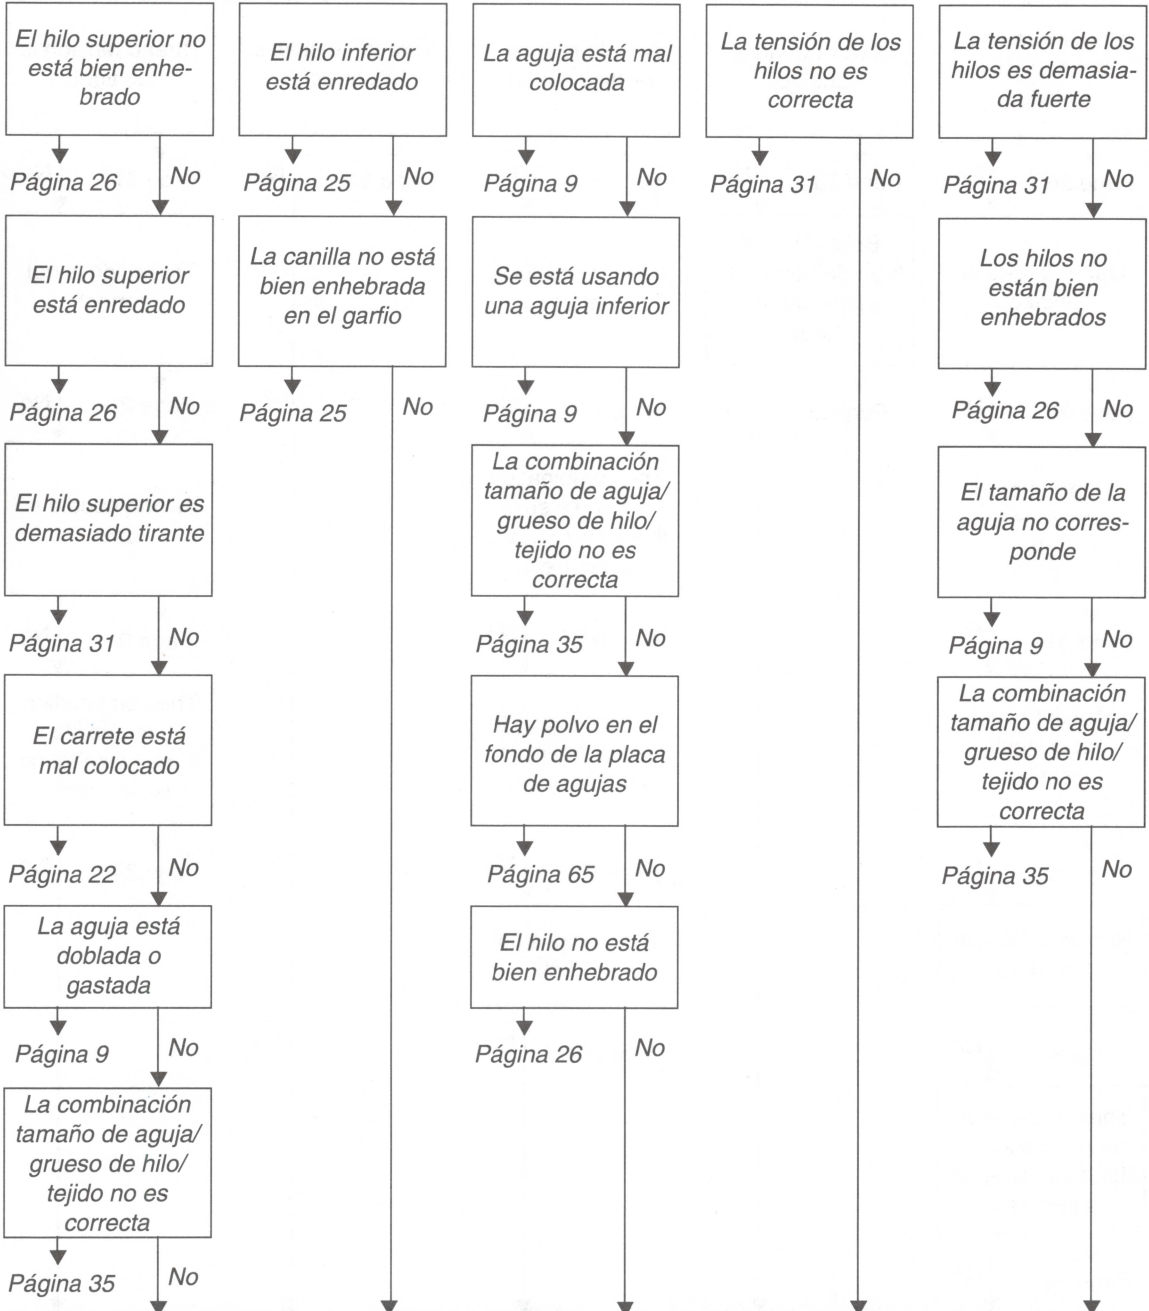 El hilo superior no
está bien enhe-
brado
Página 26
No
El hilo superior
está enredado
Página 26
No
El hilo superior es
demasiado tirante
Página 31
No
El carrete está
mal colocado
Página 22
No
La aguja está
doblada o
gastada
Página 9
No
La combinación
tamaño de aguja/
grueso de hilo/
tejido no es
correcta
Página 35
No
El hilo inferior
está enredado
Página 25
No
La canilla no está
bien enhebrada
en el garfio
Página 25
No
La aguja está mal
colocada
Página 9
No
Se está usando
una aguja inferior
Página 9
No
La combinación
tamaño de aguja/
grueso de hilo/
tejido no es
correcta
Página 35
No
Hay polvo en el
fondo de la placa
de agujas
Página 65
No
El hilo no está
bien enhebrado
Página 26
No
La tensión de los
hilos no es
correcta
Página 31
No
La tensión de los
hilos es demasia-
da fuerte
Página 31
No
Los hilos no
están bien
enhebrados
Página 26
No
El tamaño de la
aguja no corres-
ponde
Página 9
No
La combinación
tamaño de aguja/
grueso de hilo/
tejido no es
correcta
Página 35
No